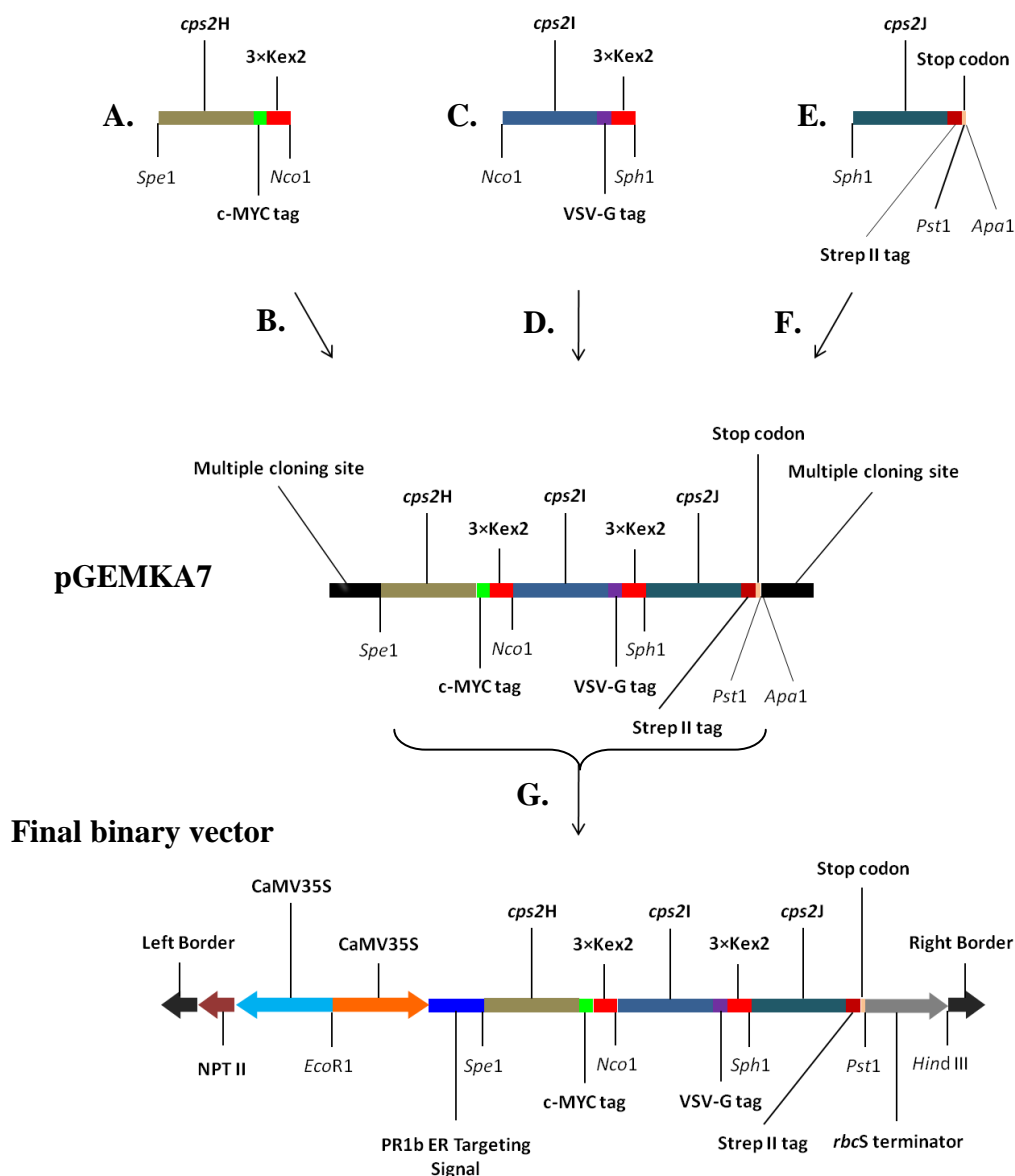 cps2H
3×Kex2
A.
Spe1
Nco1
c-MYC tag
cps2I
3×Kex2
C.
Nco1
Sph1
VSV-G tag
cps2J
Stop codon
E.
Sph1
Pst1
Apa1
Strep II tag
B.
D.
F.
Stop codon
Multiple cloning site
Multiple cloning site
cps2H
cps2I
cps2J
3×Kex2
3×Kex2
pGEMKA7
Spe1
Nco1
Sph1
c-MYC tag
VSV-G tag
Pst1
Apa1
Strep II tag
G.
Final binary vector
Stop codon
CaMV35S
cps2H
cps2I
cps2J
Left Border
CaMV35S
3×Kex2
3×Kex2
Right Border
NPT II
EcoR1
Spe1
Nco1
Sph1
Pst1
Hind III
c-MYC tag
VSV-G tag
PR1b ER Targeting
Signal
Strep II tag
rbcS terminator